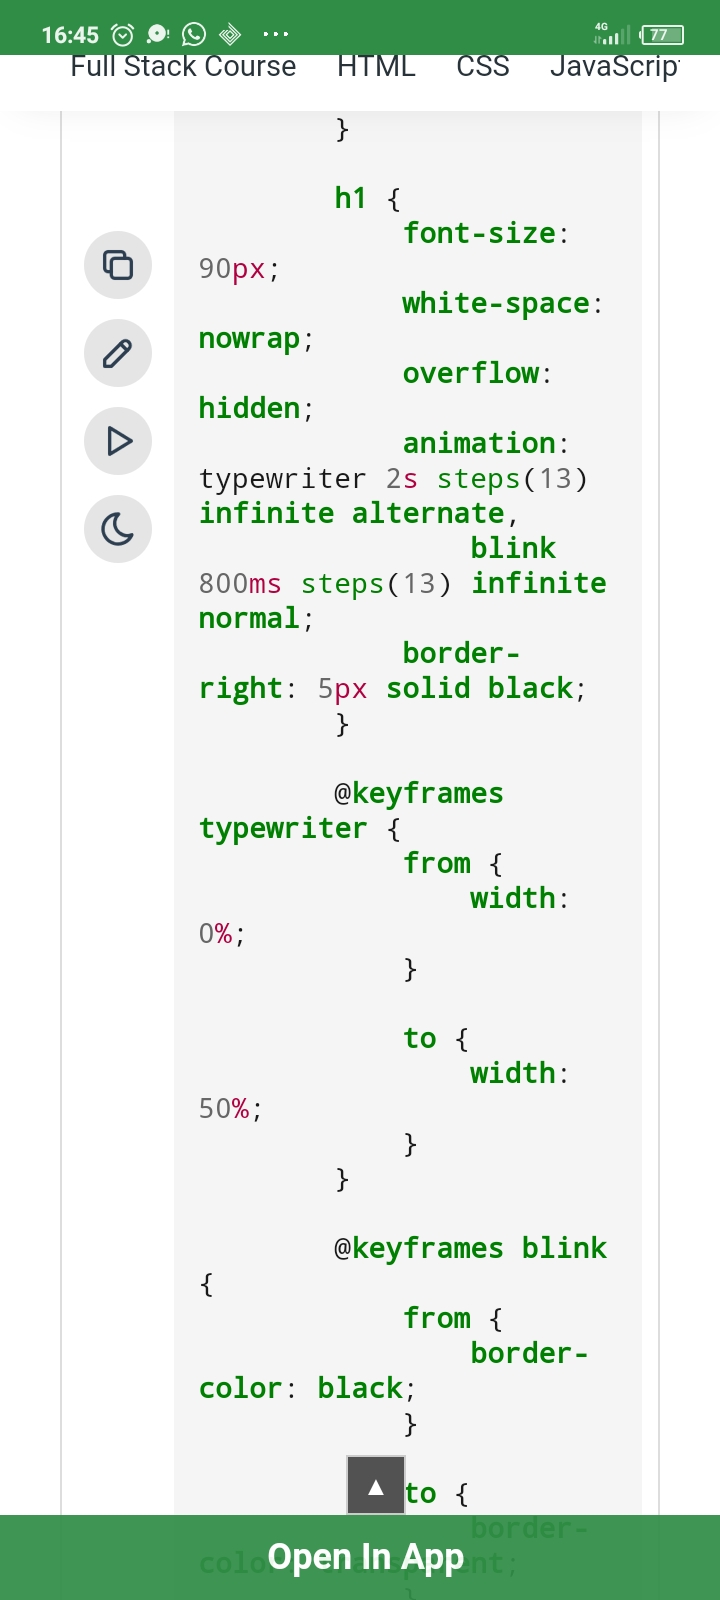 16:45
4G
77
Full Stack Course HTML CSS JavaScrip
}
h1 {
font-size:
90px;
white-space:
nowrap;
overflow:
hidden;
animation:
typewriter 2s steps(13)
infinite alternate,
blink
800ms steps(13) infinite
normal;
border-
right: 5px solid black;
}
@keyframes
typewriter {
from {
width:
0%;
}
to {
width:
50%;
}
}
@keyframes blink
{
from {
border-
color: black;
}
to {
border-
color: transparent;
}
Open In App